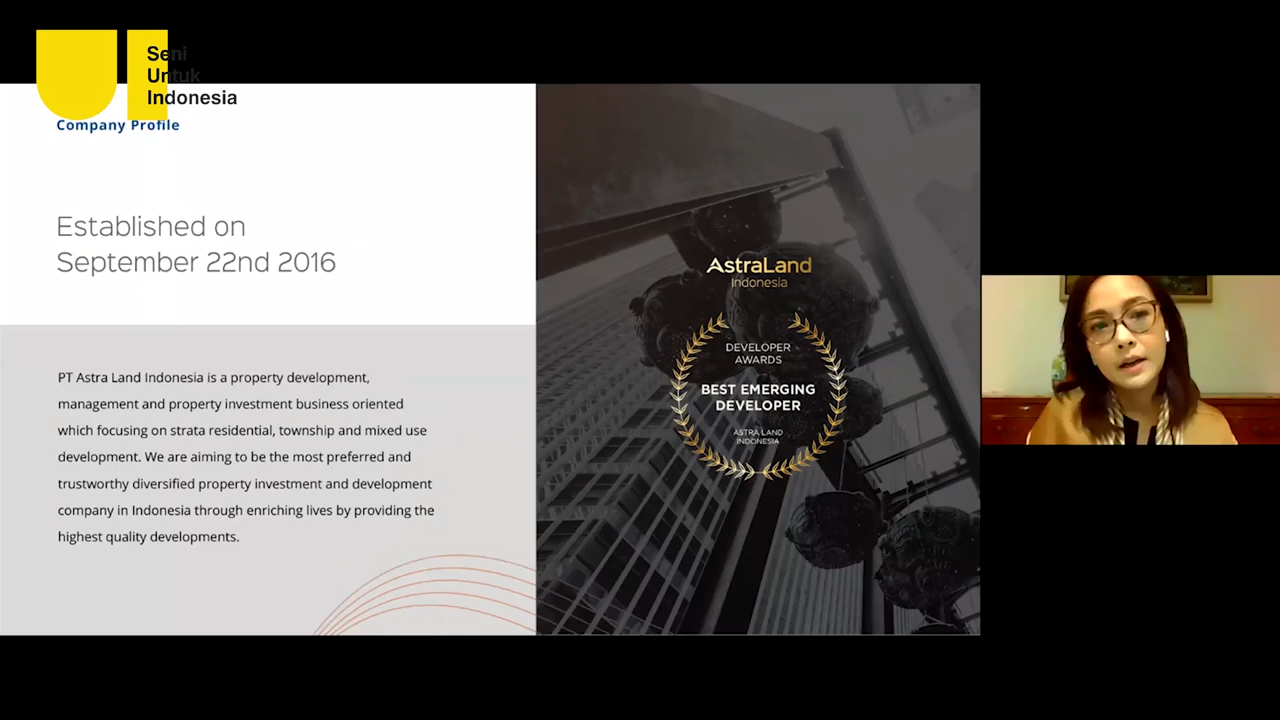 Seni
Untuk
Indonesia
Company Profile
Established on
September 22nd 2016
PT Astra Land Indonesia is a property development,
management and property investment business oriented
which focusing on strata residential, township and mixed use
development. We are aiming to be the most preferred and
trustworthy diversified property investment and development
company in Indonesia through enriching lives by providing the
highest quality developments.
AstraLand
Indonesia
DEVELOPER
AWARDS
BEST EMERGING
DEVELOPER
ASTRA LAND
INDONESIA